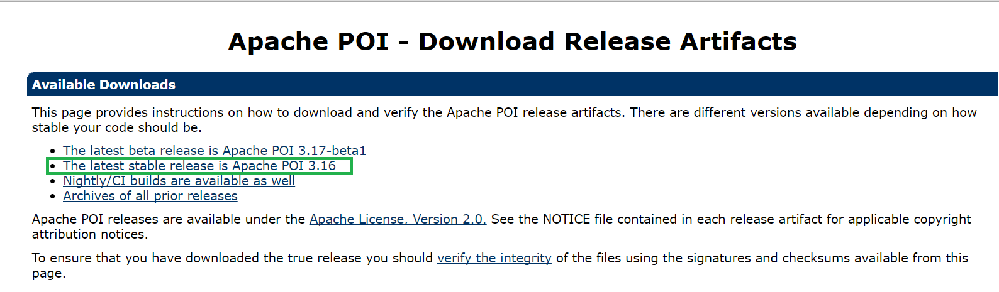 Apache POI - Download Release Artifacts
Available Downloads
This page provides instructions on how to download and verify the Apache POI release artifacts. There are different versions available depending on how
stable your code should be.
The latest beta release is Apache POI 3.17-beta1
The latest stable release is Apache POI 3.16
Nightly/CI builds are available as well
Archives of all prior releases
Apache POI releases are available under the Apache License, Version 2.0. See the NOTICE file contained in each release artifact for applicable copyright
attribution notices.
To ensure that you have downloaded the true release you should verify the integrity of the files using the signatures and checksums available from this
page.